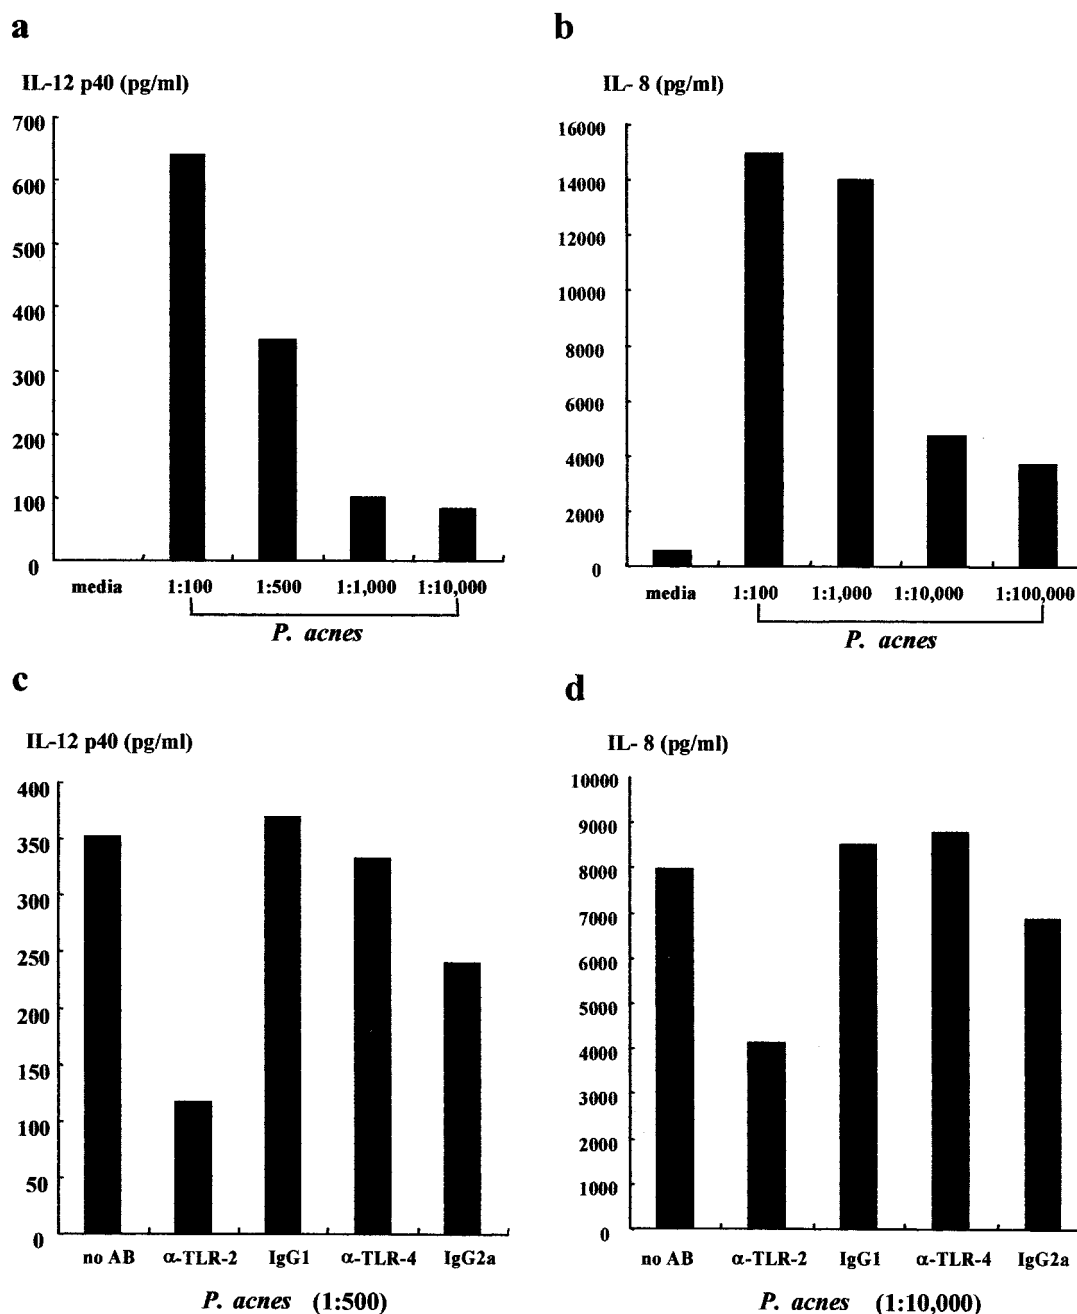 a
IL-12 p40 (pg/ml)
700
600
500
400
300
200
100
0
media 1:100 1:500 1:1,000 1:10,000
P. acnes
b
IL- 8 (pg/ml)
16000
14000
12000
10000
8000
6000
4000
2000
0
media 1:100 1:1,000 1:10,000 1:100,000
P. acnes
c
IL-12 p40 (pg/ml)
400
350
300
250
200
150
100
50
0
no AB α-TLR-2 IgG1 α-TLR-4 IgG2a
P. acnes (1:500)
d
IL- 8 (pg/ml)
10000
9000
8000
7000
6000
5000
4000
3000
2000
1000
0
no AB α-TLR-2 IgG1 α-TLR-4 IgG2a
P. acnes (1:10,000)